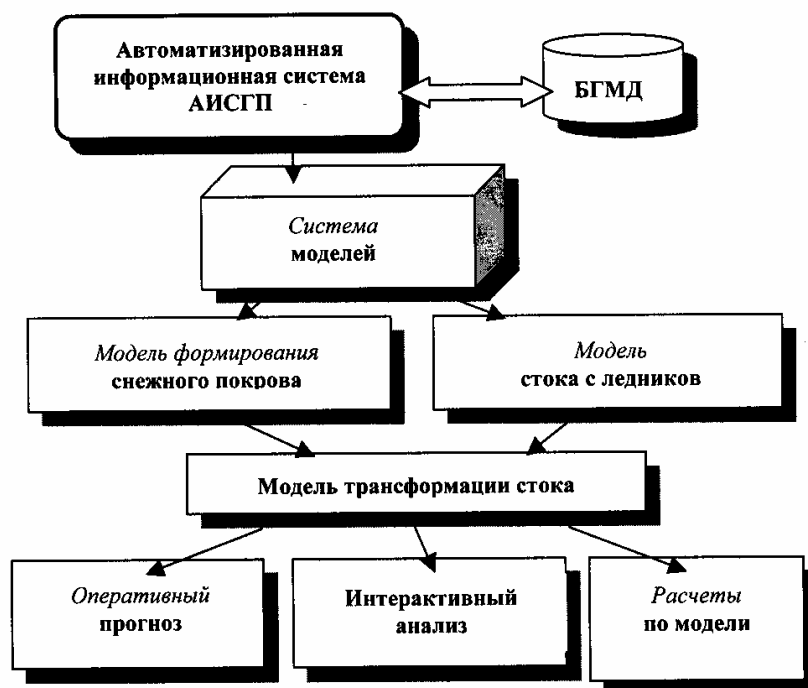 Автоматизированная
информационная система
АИСГП
БГМД
Система
моделей
Модель формирования
снежного покрова
Модель
стока с ледников
Модель трансформации стока
Оперативный
прогноз
Интерактивный
анализ
Расчеты
по модели